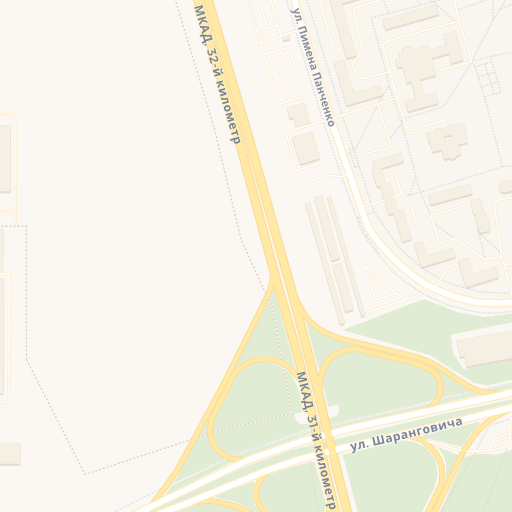 МКАД, 32-й километр
ул. Пимена Панченко
МКАД, 31-й километр
ул. Шаранговича